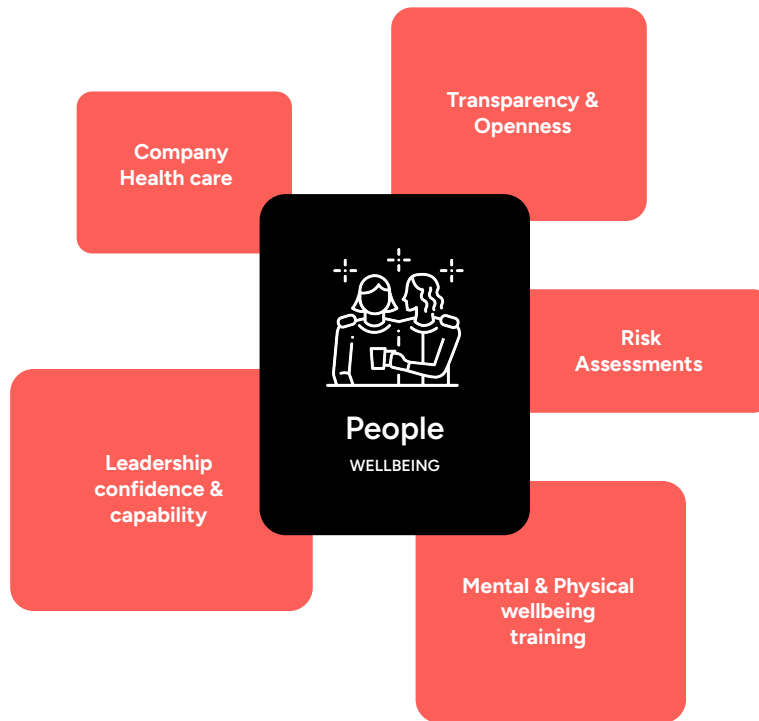 Transparency &
Openness
Company
Health care
Risk
Assessments
People
WELLBEING
Leadership
confidence &
capability
Mental & Physical
wellbeing
training